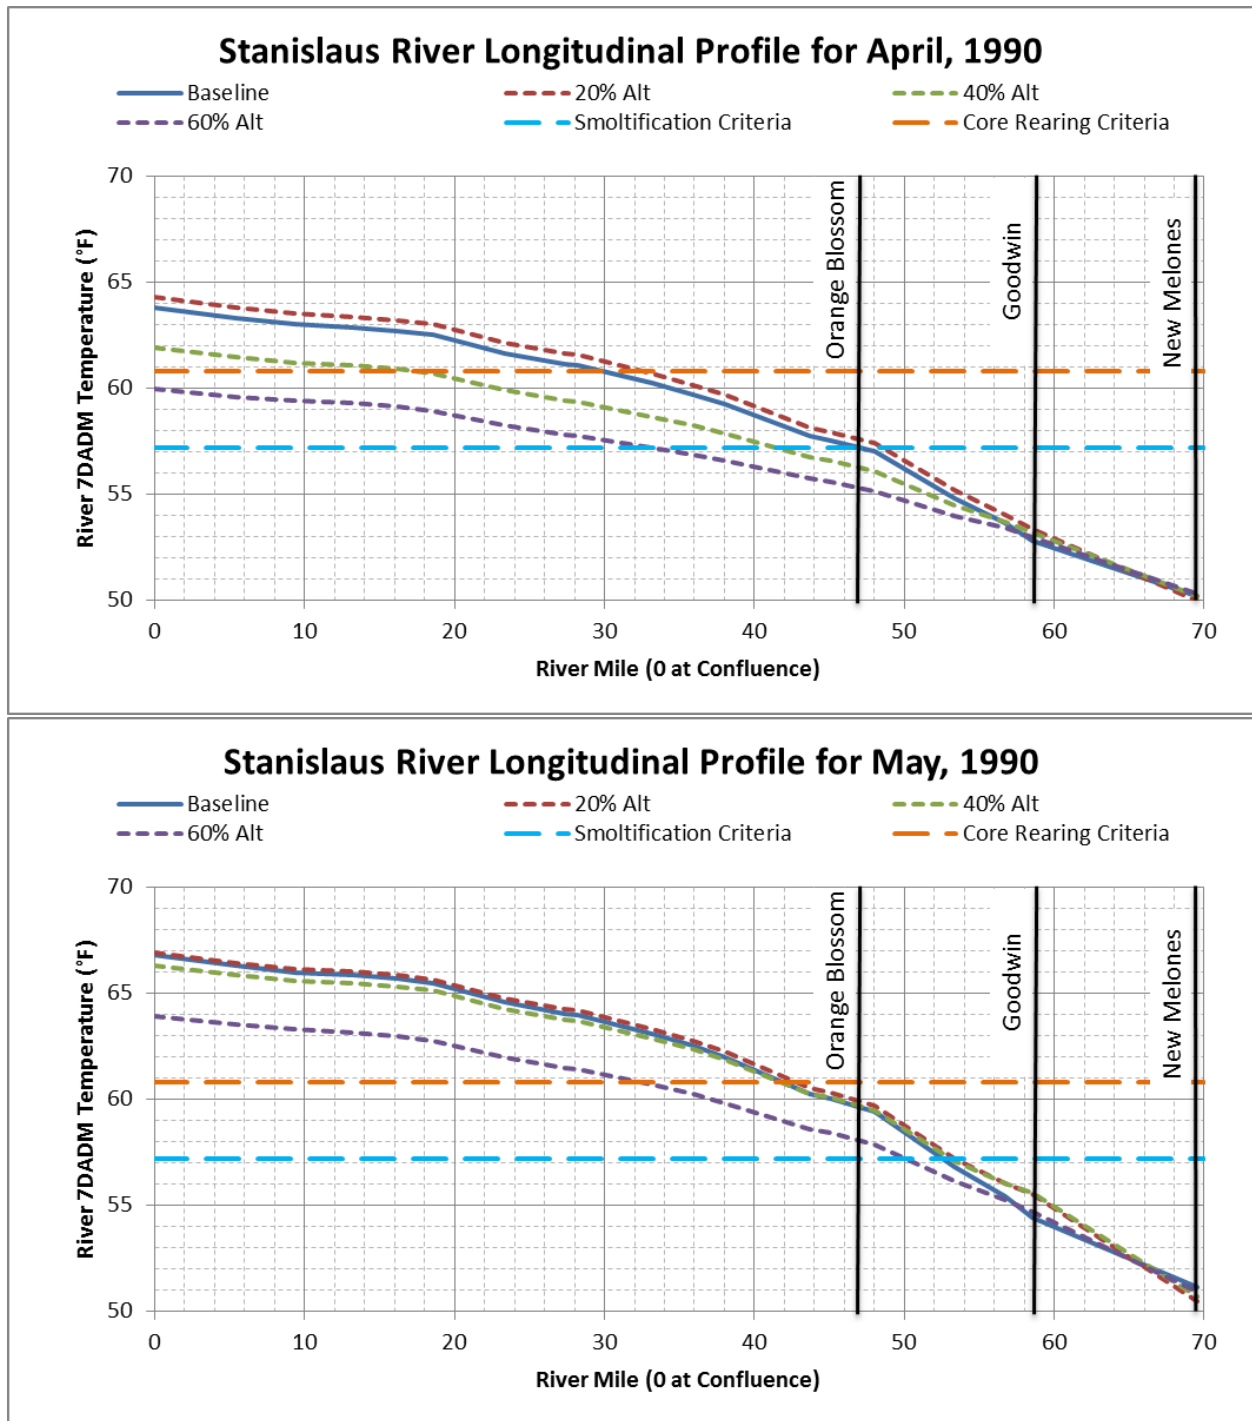 Stanislaus River Longitudinal Profile for April, 1990
Baseline 20% Alt 40% Alt
60% Alt Smoltification Criteria Core Rearing Criteria
River 7DADM Temperature (°F)
70
65
60
55
50
Orange Blossom
Goodwin
New Melones
0 10 20 30 40 50 60 70
River Mile (0 at Confluence)
Stanislaus River Longitudinal Profile for May, 1990
Baseline 20% Alt 40% Alt
60% Alt Smoltification Criteria Core Rearing Criteria
River 7DADM Temperature (°F)
70
65
60
55
50
Orange Blossom
Goodwin
New Melones
0 10 20 30 40 50 60 70
River Mile (0 at Confluence)